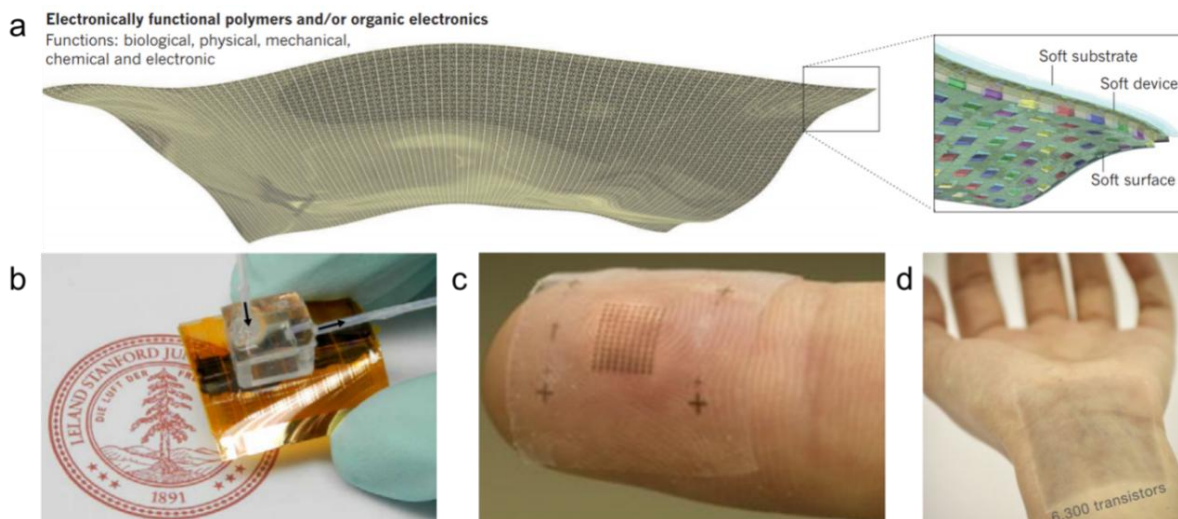 a
Electronically functional polymers and/or organic electronics
Functions: biological, physical, mechanical,
chemical and electronic
Soft substrate
Soft device
Soft surface
b
LELAND STANFORD JU
DIE LUFT DER FR
1891
c
d
6,300 transistors